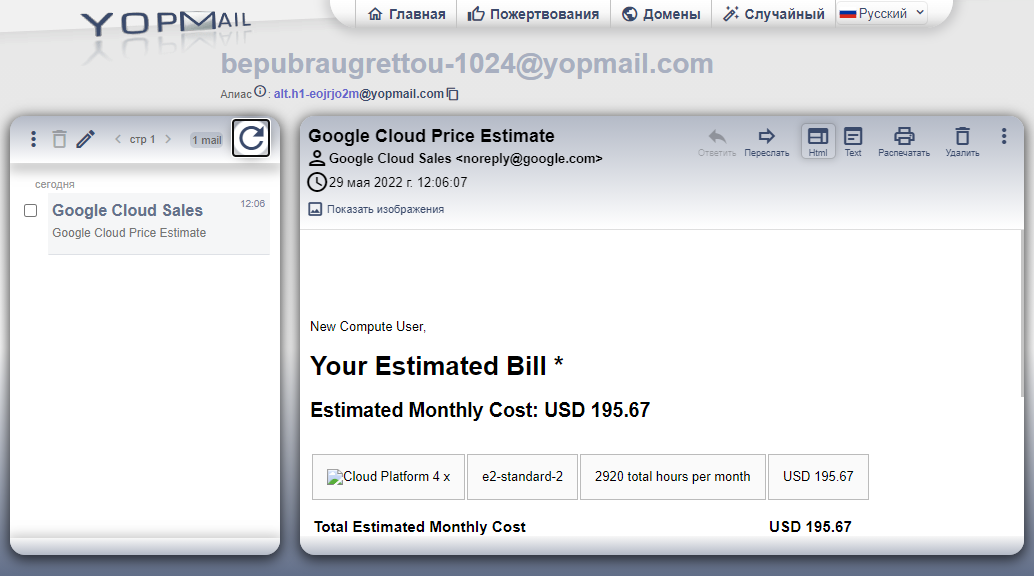 YOPMAIL
Главная
Пожертвования
Домены
Случайный
Русский
bepubraugrettou-1024@yopmail.com
Алиас : alt.h1-eojrjo2m@yopmail.com
стр 1
1 mail
сегодня
Google Cloud Sales
12:06
Google Cloud Price Estimate
Google Cloud Price Estimate
Google Cloud Sales <noreply@google.com>
29 мая 2022 г. 12:06:07
Показать изображения
Ответить
Переслать
Html
Text
Распечатать
Удалить
New Compute User,
Your Estimated Bill *
Estimated Monthly Cost: USD 195.67
Cloud Platform 4 x
e2-standard-2
2920 total hours per month
USD 195.67
Total Estimated Monthly Cost
USD 195.67